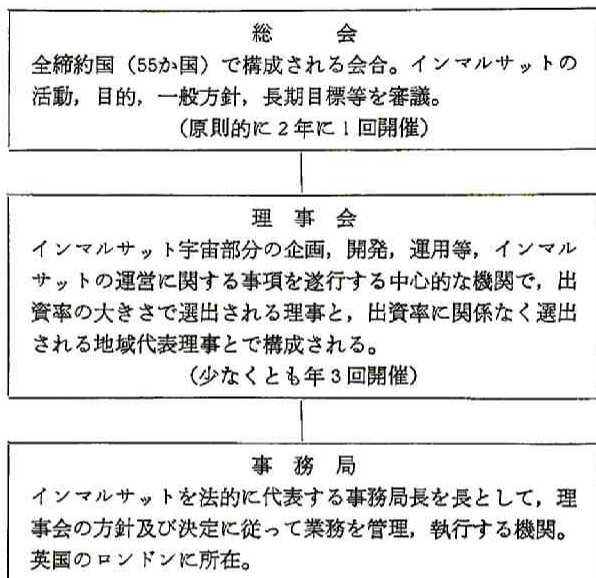 総会
全締約国（55か国）で構成される会合。インマルサットの
活動，目的，一般方針，長期目標等を審議。
（原則的に２年に１回開催）
理事会
インマルサット宇宙部分の企画，開発，運用等，インマル
サットの運営に関する事項を遂行する中心的な機関で，出
資率の大きさで選出される理事と，出資率に関係なく選出
される地域代表理事とで構成される。
（少なくとも年３回開催）
事務局
インマルサットを法的に代表する事務局長を長として，理
事会の方針及び決定に従って業務を管理，執行する機関。
英国のロンドンに所在。